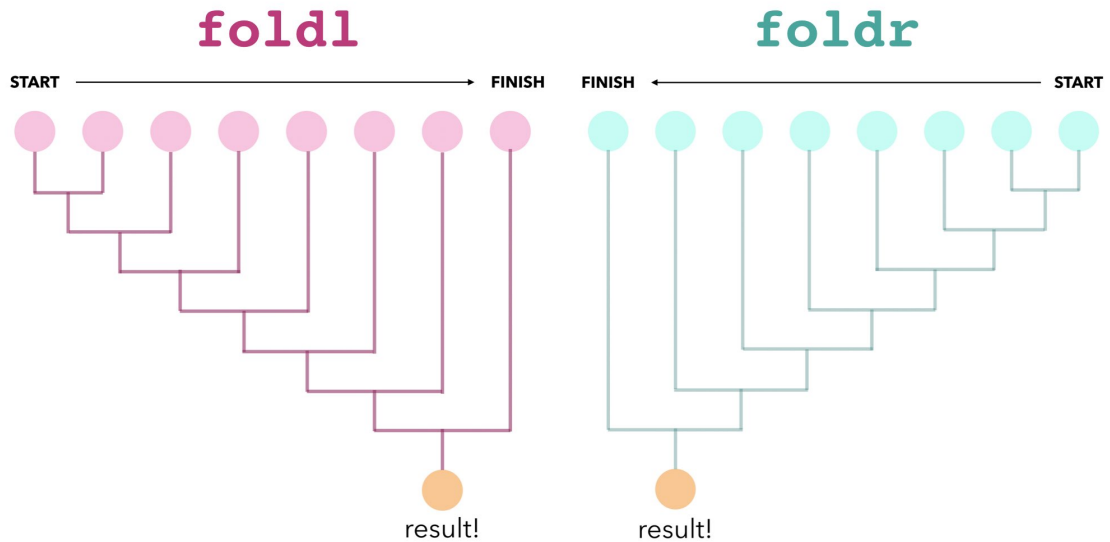 foldl
START
FINISH
result!
foldr
FINISH
START
result!